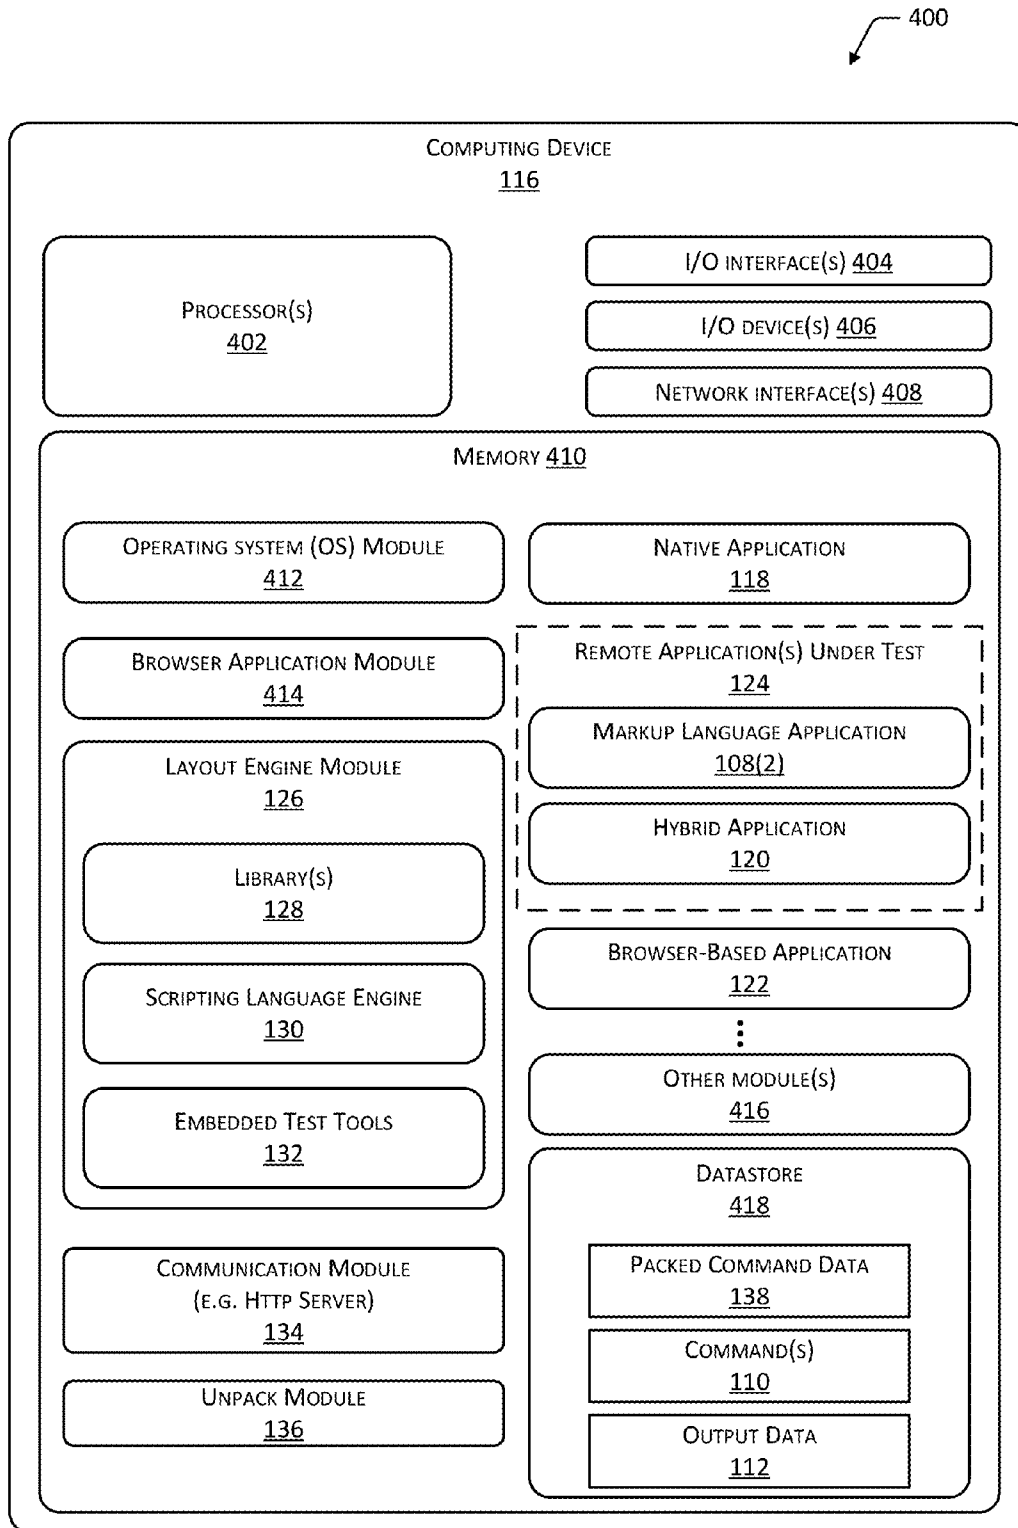 400
COMPUTING DEVICE
116
PROCESSOR(S)
402
I/O INTERFACE(S) 404
I/O DEVICE(S) 406
NETWORK INTERFACE(S) 408
MEMORY 410
OPERATING SYSTEM (OS) MODULE
412
BROWSER APPLICATION MODULE
414
LAYOUT ENGINE MODULE
126
LIBRARY(S)
128
SCRIPTING LANGUAGE ENGINE
130
EMBEDDED TEST TOOLS
132
COMMUNICATION MODULE
(E.G. HTTP SERVER)
134
UNPACK MODULE
136
NATIVE APPLICATION
118
REMOTE APPLICATION(S) UNDER TEST
124
MARKUP LANGUAGE APPLICATION
108(2)
HYBRID APPLICATION
120
BROWSER-BASED APPLICATION
122
OTHER MODULE(S)
416
DATASTORE
418
PACKED COMMAND DATA
138
COMMAND(S)
110
OUTPUT DATA
112